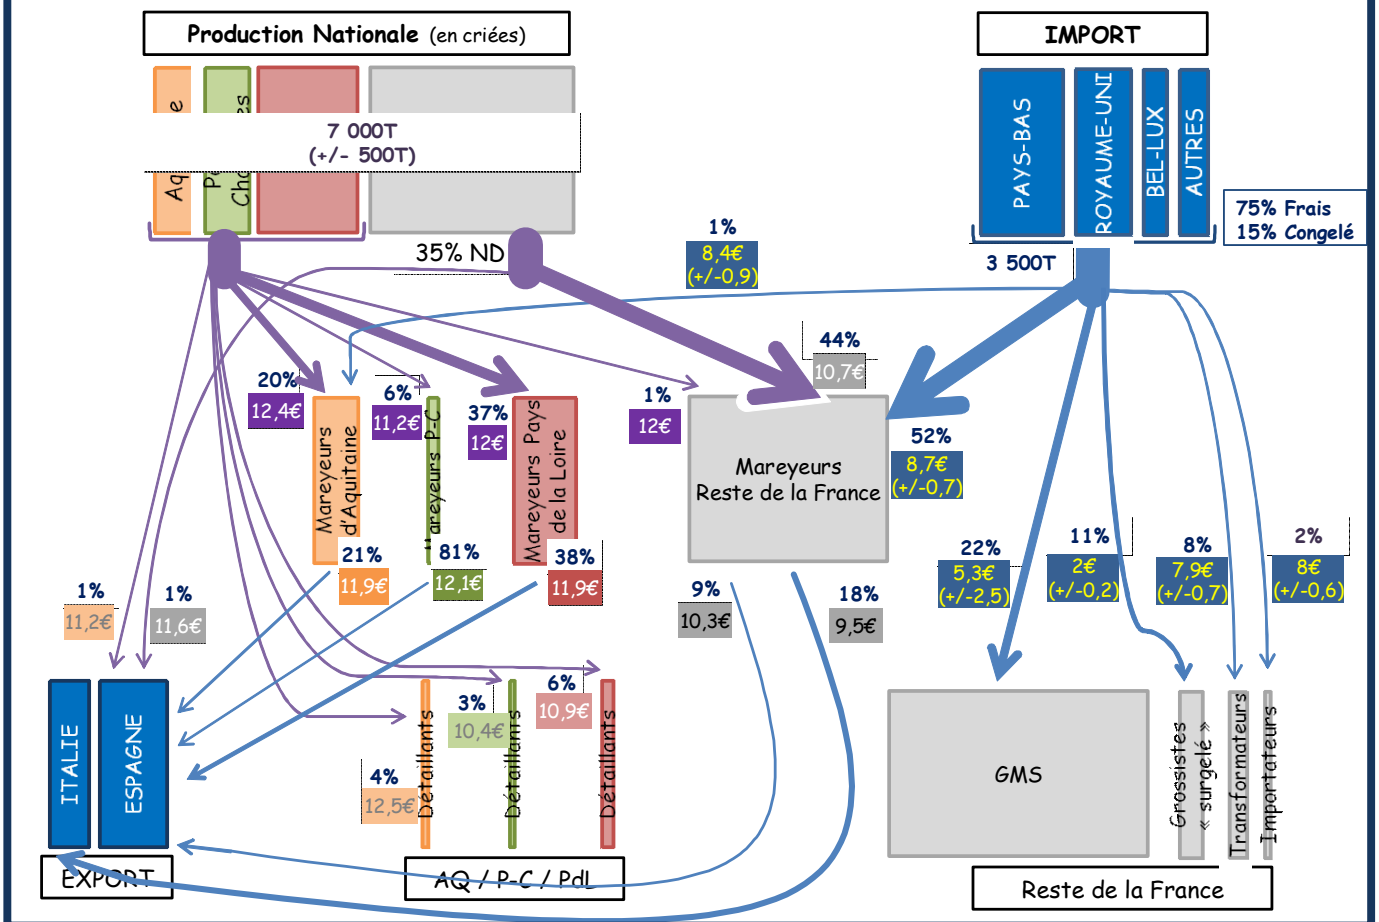 Production Nationale (en criées)
IMPORT
7 000T
(+/- 500T)
PAYS-BAS
ROYAUME-UNI
BEL-LUX
AUTRES
75% Frais
15% Congelé
35% ND
3 500T
1%
8,4€
(+/-0,9)
44%
10,7€
20%
12,4€
6%
11,2€
37%
12€
1%
12€
52%
8,7€
(+/-0,7)
Mareyeurs
d'Aquitaine
Mareyeurs P-C
Mareyeurs Pays
de la Loire
Mareyeurs
Reste de la France
21%
11,9€
81%
12,1€
38%
11,9€
1%
11,2€
1%
11,6€
9%
10,3€
18%
9,5€
22%
5,3€
(+/-2,5)
11%
2€
(+/-0,2)
8%
7,9€
(+/-0,7)
2%
8€
(+/-0,6)
ITALIE
ESPAGNE
4%
12,5€
Détaillants
3%
10,4€
Détaillants
6%
10,9€
Détaillants
GMS
Grossistes
« surgelé »
Transformateurs
Importateurs
EXPORT
AQ / P-C / PdL
Reste de la France